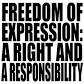 FREEDOM OF
EXPRESSION:
A RIGHT AND
A RESPONSIBILITY